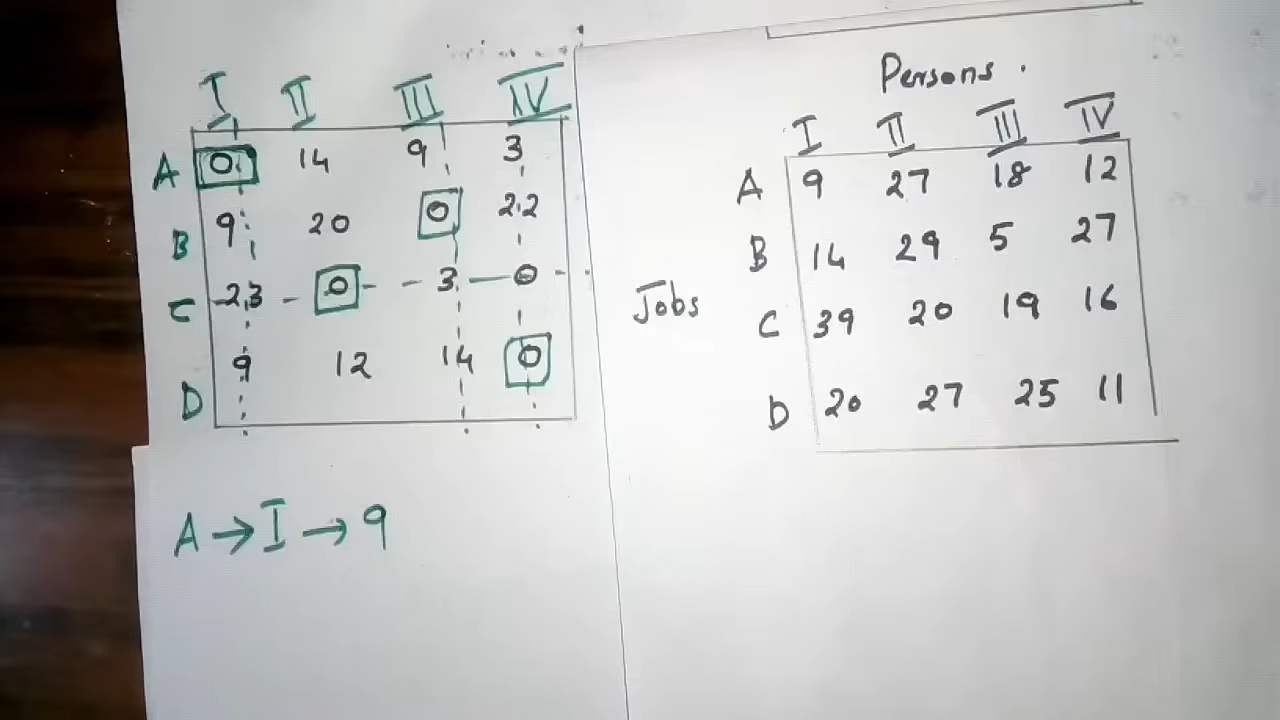 I II III IV
A 0 14 9 3
B 9 20 0 22
C 23 0 3 0
D 9 12 14 0
A → I → 9
Persons.
I II III IV
Jobs
A 9 27 18 12
B 14 29 5 27
C 39 20 19 16
D 20 27 25 11